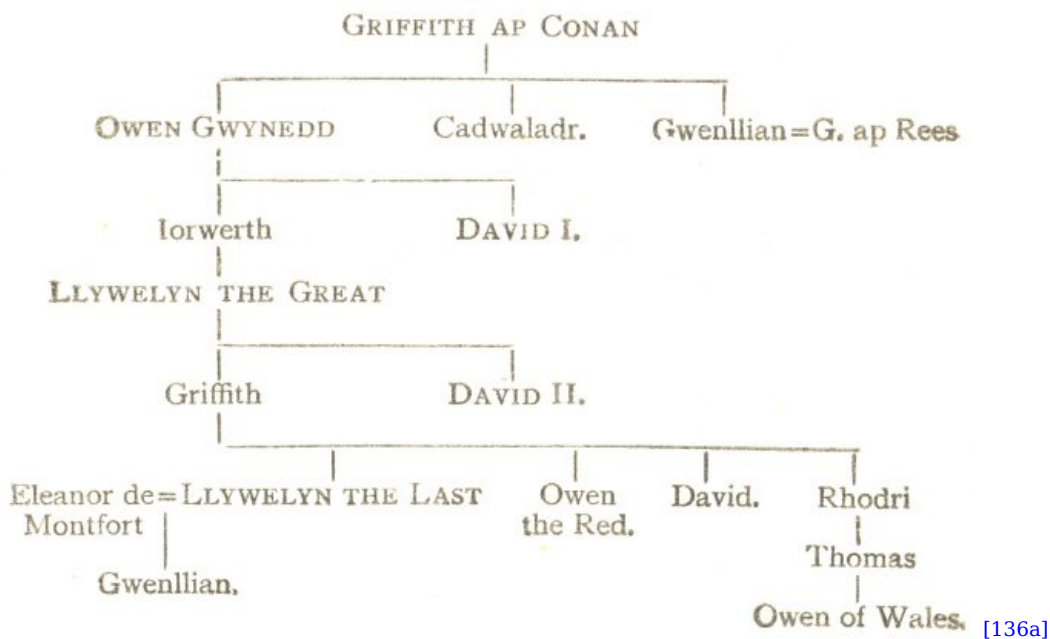 GRIFFITH AP CONAN
OWEN GWYNEDD Cadwaladr. Gwenllian=G. ap Rees
Iorwerth DAVID I.
LLYWELYN THE GREAT
Griffith DAVID II.
Eleanor de=LLYWELYN THE LAST Owen David. Rhodri
Montfort the Red.
Thomas
Gwenllian.
Owen of Wales. [136a]